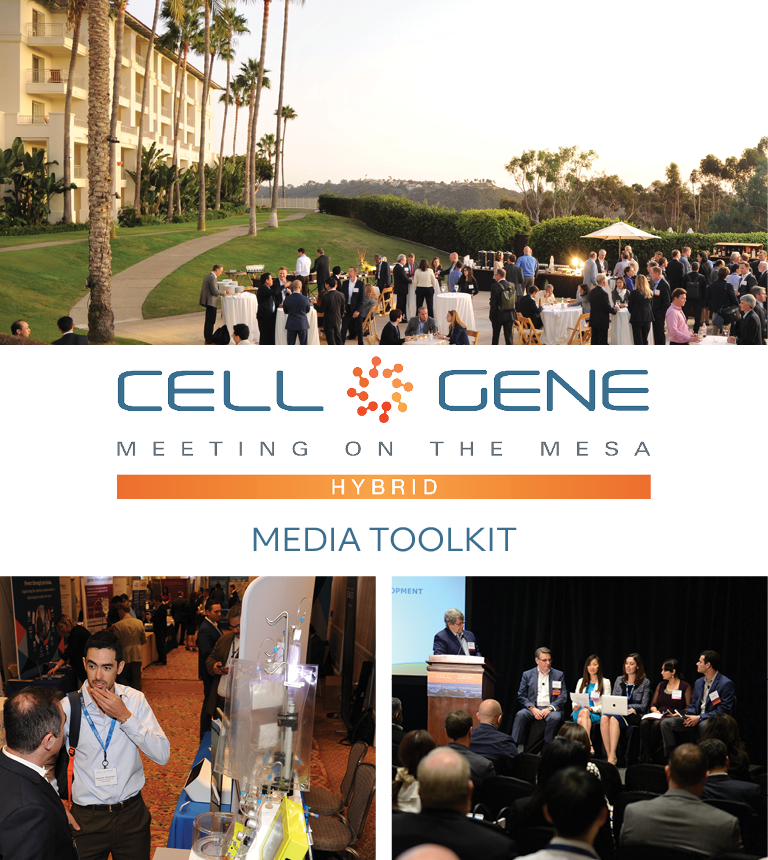 CELL GENE
MEETING ON THE MESA
HYBRID
MEDIA TOOLKIT
OPMENT